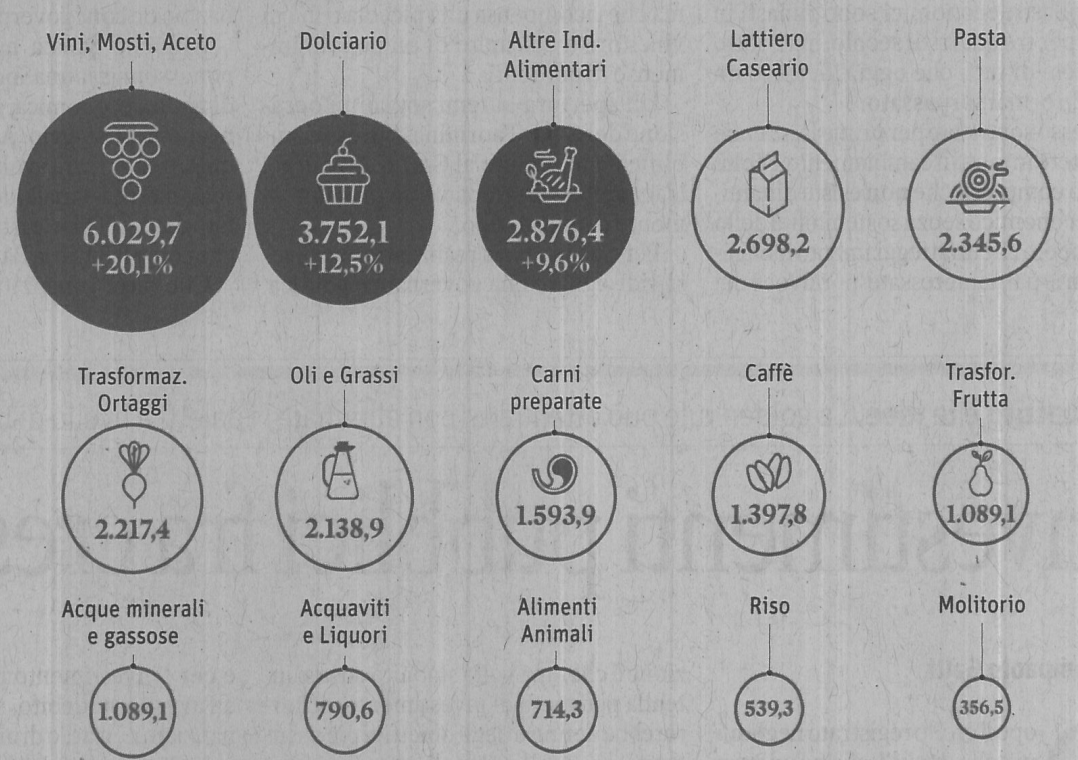 Vini, Mosti, Aceto
6.029,7
+20,1%
Dolciario
3.752,1
+12,5%
Altre Ind.
Alimentari
2.876,4
+9,6%
Lattiero
Caseario
2.698,2
Pasta
2.345,6
Trasformaz.
Ortaggi
2.217,4
Oli e Grassi
2.138,9
Carni
preparate
1.593,9
Caffè
1.397,8
Trasfor.
Frutta
1.089,1
Acque minerali
e gassose
1.089,1
Acquaviti
e Liquori
790,6
Alimenti
Animali
714,3
Riso
539,3
Molitorio
356,5